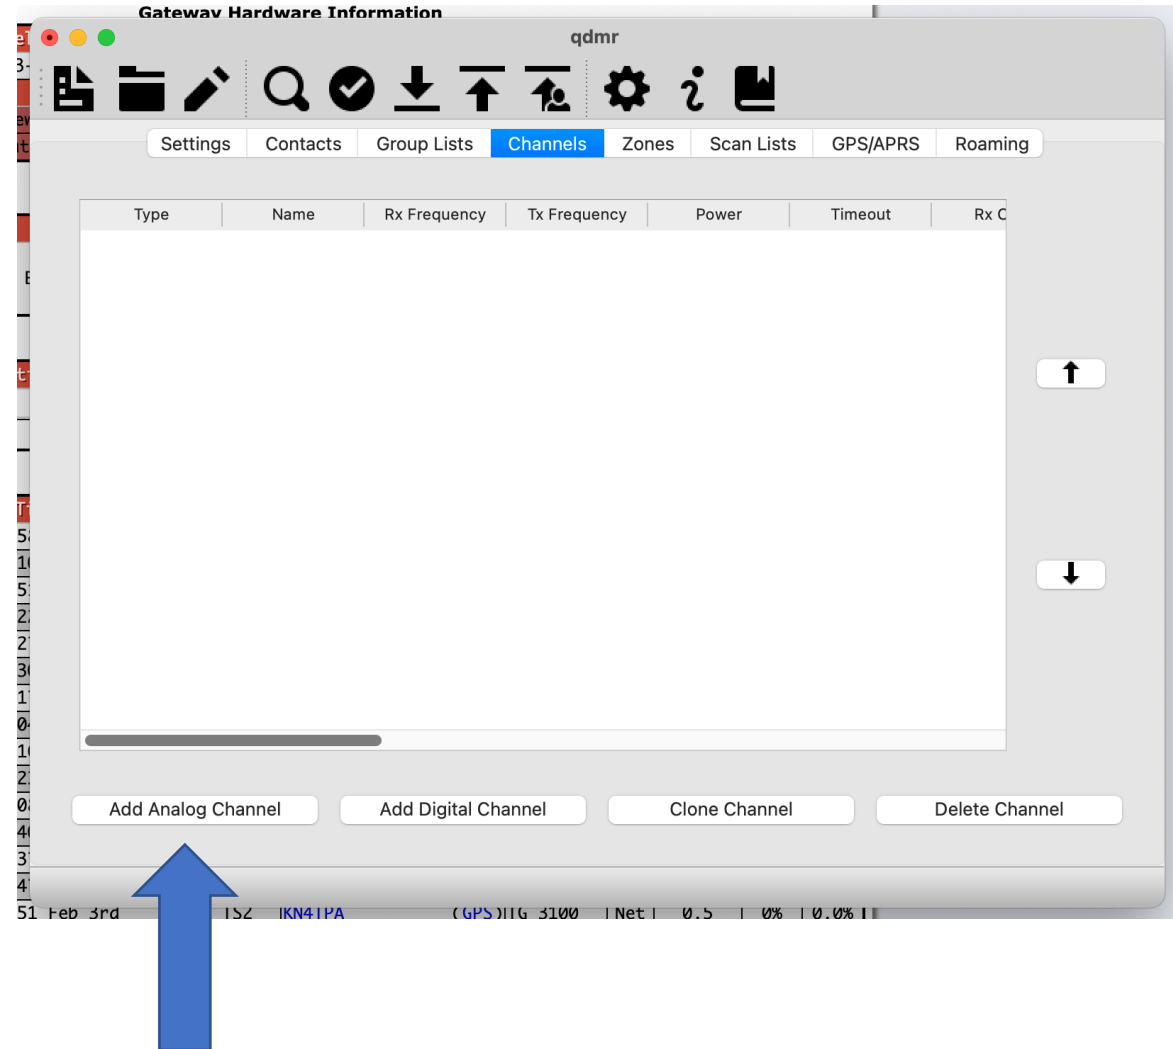 Gateway Hardware Information
qdmr
Settings Contacts Group Lists Channels Zones Scan Lists GPS/APRS Roaming
Type Name Rx Frequency Tx Frequency Power Timeout Rx C
Add Analog Channel Add Digital Channel Clone Channel Delete Channel
51 Feb 3rd TS2 KN4TPA (GPS) TG 3100 Net 0.5 0% 0.0%